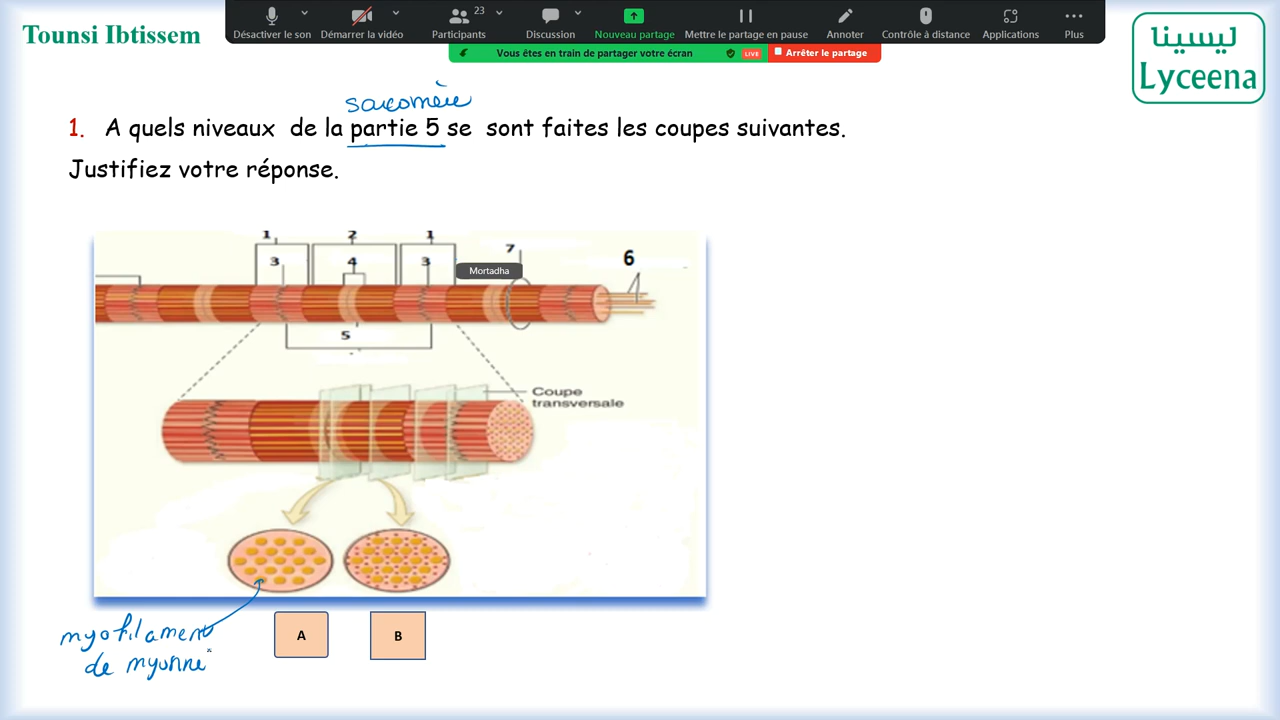 Tounsi Ibtissem
23
Désactiver le son
Démarrer la vidéo
Participants
Discussion
Nouveau partage
Mettre le partage en pause
Annoter
Contrôle à distance
Applications
Plus
Vous êtes en train de partager votre écran
LIVE
Arrêter le partage
ليسينا
Lyceena
sarcomère
1. A quels niveaux de la partie 5 se sont faites les coupes suivantes.
Justifiez votre réponse.
1 2 1 7 6
3 4 3
Mortadha
5
Coupe
transversale
A B
myofilament
de myosine